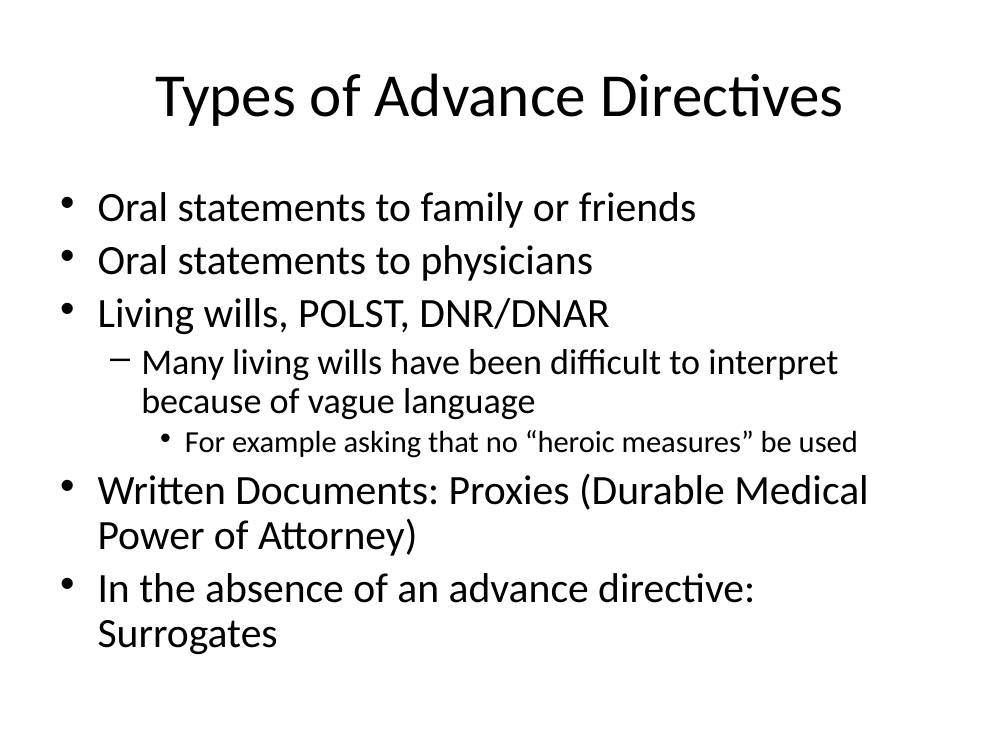 Types of Advance Directives
• Oral statements to family or friends
• Oral statements to physicians
• Living wills, POLST, DNR/DNAR
– Many living wills have been difficult to interpret
because of vague language
• For example asking that no “heroic measures” be used
• Written Documents: Proxies (Durable Medical
Power of Attorney)
• In the absence of an advance directive:
Surrogates